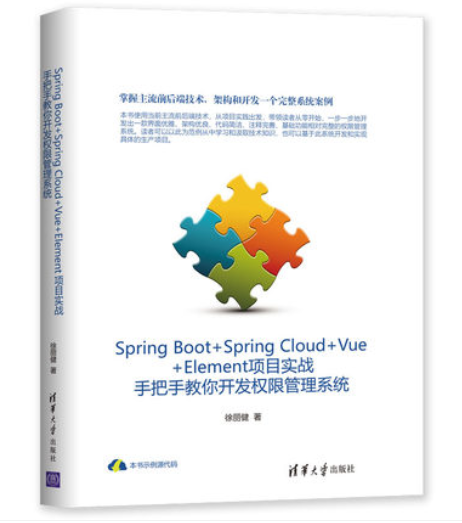 Spring Boot+Spring Cloud+Vue+Element 项目实战
手把手教你开发权限管理系统
徐丽健 著
清华大学出版社
掌握主流前后端技术，架构和开发一个完整系统案例
本书使用当前主流前后端技术，从项目实践出发，带领读者从零开始，一步一步地开
发出一款界面优雅、架构优良、代码简洁、注释完善、基础功能相对完整的权限管理
系统。读者可以以此为范例从中学习和汲取技术知识，也可以基于此系统开发和实现
具体的生产项目。
Spring Boot+Spring Cloud+Vue
+Element项目实战
手把手教你开发权限管理系统
徐丽健 著
本书示例源代码
清华大学出版社